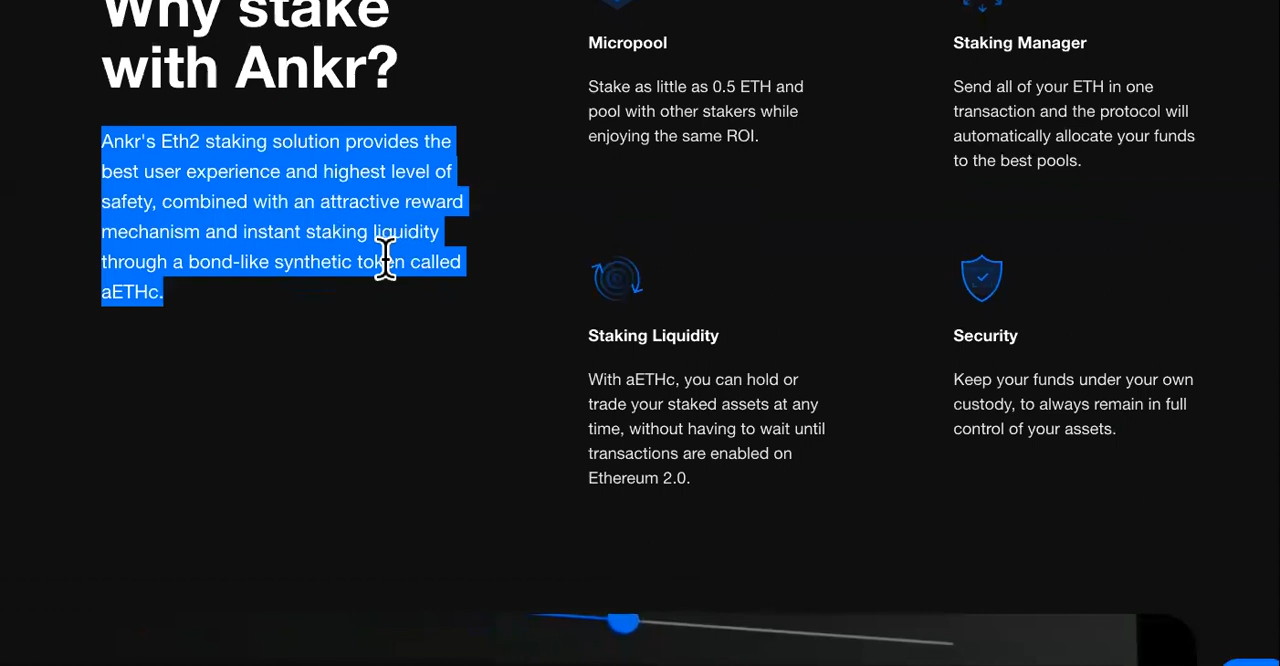 Why stake
with Ankr?
Ankr's Eth2 staking solution provides the
best user experience and highest level of
safety, combined with an attractive reward
mechanism and instant staking liquidity
through a bond-like synthetic token called
aETHc.
Micropool
Stake as little as 0.5 ETH and
pool with other stakers while
enjoying the same ROI.
Staking Manager
Send all of your ETH in one
transaction and the protocol will
automatically allocate your funds
to the best pools.
Staking Liquidity
With aETHc, you can hold or
trade your staked assets at any
time, without having to wait until
transactions are enabled on
Ethereum 2.0.
Security
Keep your funds under your own
custody, to always remain in full
control of your assets.